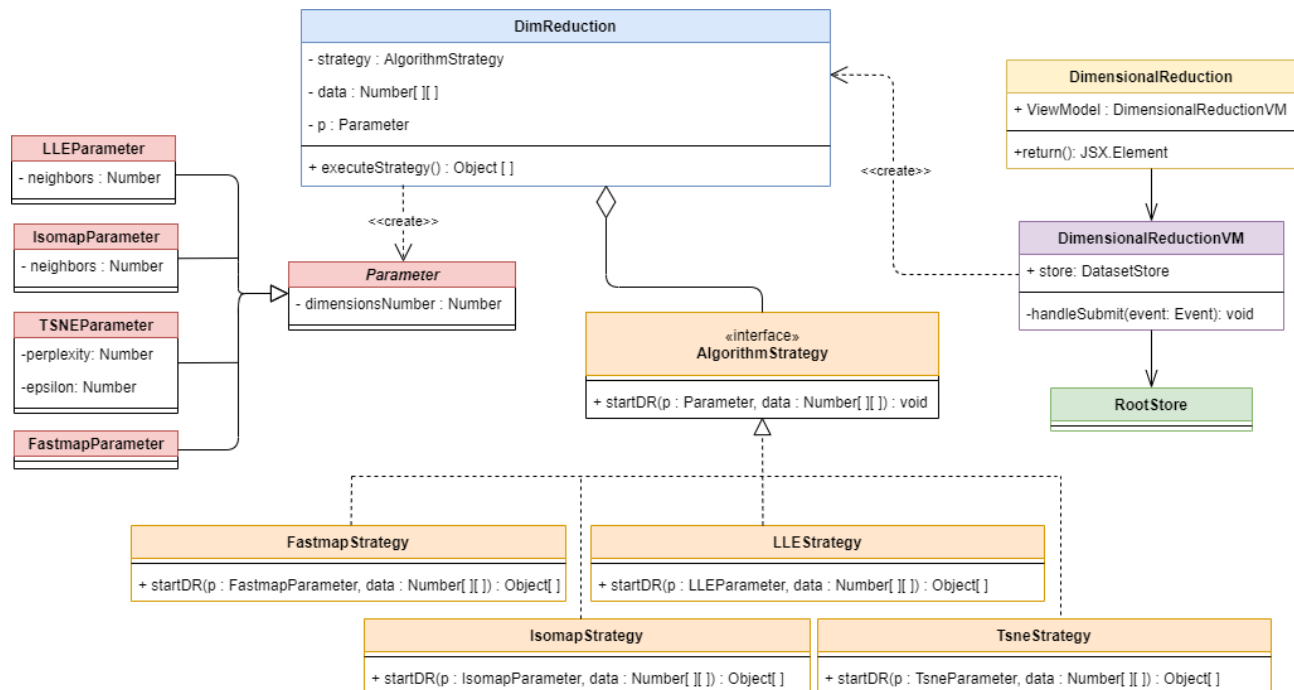 DimReduction
- strategy : AlgorithmStrategy
- data : Number[ ][ ]
- p : Parameter
+ executeStrategy() : Object [ ]
DimensionalReduction
+ ViewModel : DimensionalReductionVM
+return(): JSX.Element
LLEParameter
- neighbors : Number
<<create>>
<<create>>
IsomapParameter
- neighbors : Number
Parameter
- dimensionsNumber : Number
DimensionalReductionVM
+ store: DatasetStore
-handleSubmit(event: Event): void
TSNEParameter
-perplexity: Number
-epsilon: Number
«interface»
AlgorithmStrategy
+ startDR(p : Parameter, data : Number[ ][ ]) : void
RootStore
FastmapParameter
FastmapStrategy
+ startDR(p : FastmapParameter, data : Number[ ][ ]) : Object[ ]
LLEStrategy
+ startDR(p : LLEParameter, data : Number[ ][ ]) : Object[ ]
IsomapStrategy
+ startDR(p : IsomapParameter, data : Number[ ][ ]) : Object[ ]
TsneStrategy
+ startDR(p : TsneParameter, data : Number[ ][ ]) : Object[ ]